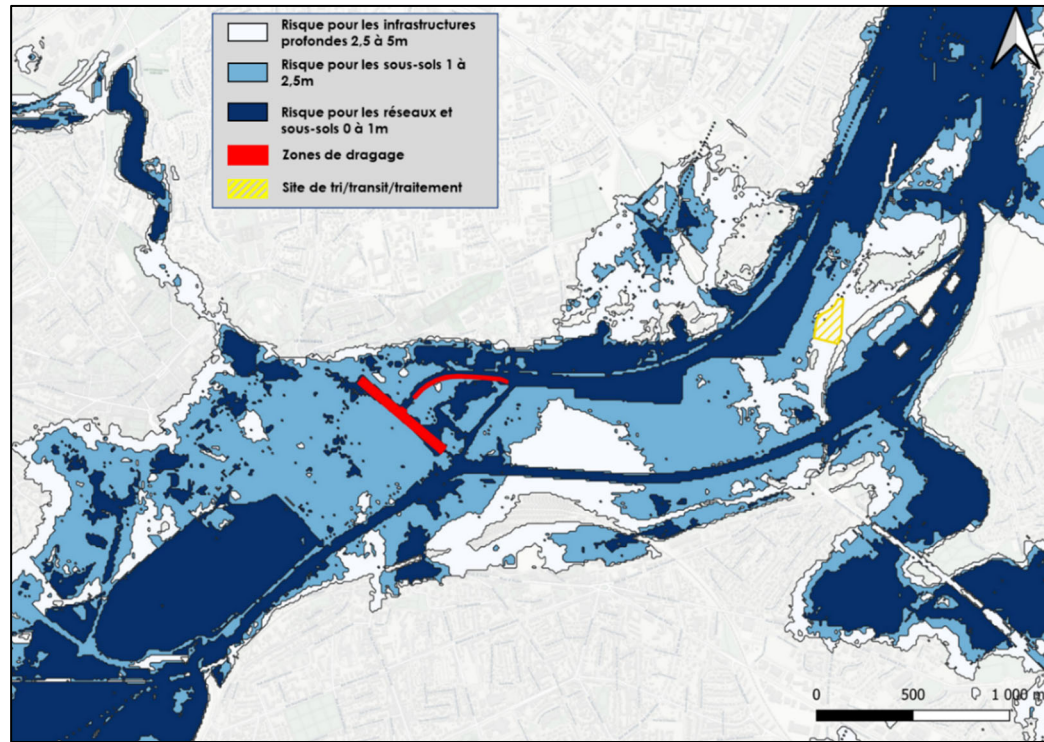 Risque pour les infrastructures
profondes 2,5 à 5m
Risque pour les sous-sols 1 à
2,5m
Risque pour les réseaux et
sous-sols 0 à 1m
Zones de dragage
Site de tri/transit/traitement
0 500 1 000 m